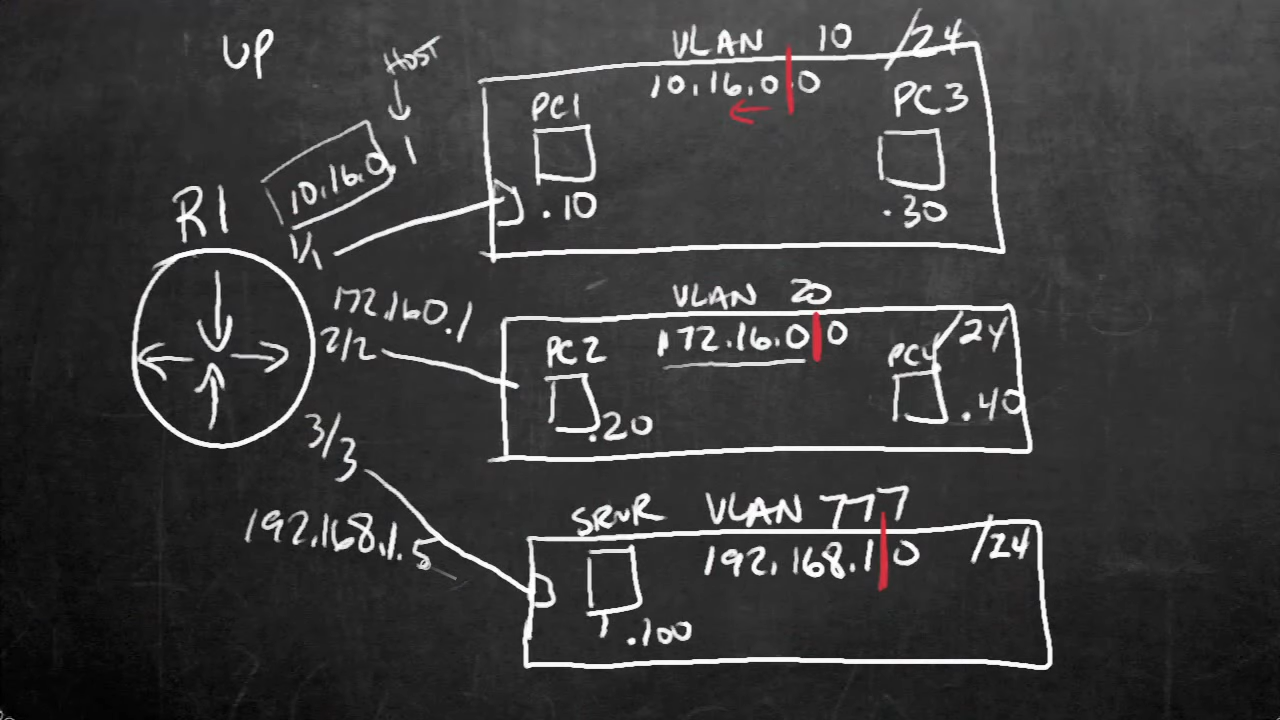 UP
HOST
VLAN 10 /24
10.16.0.0
PC1
PC3
10.16.0.1
.10
.30
R1
1/1
172.160.1
2/2
VLAN 20
172.16.0 0
/24
PC2
PC4
.20
.40
3/3
192.168.1.5
SRVR VLAN 777
192.168.1 0 /24
.100